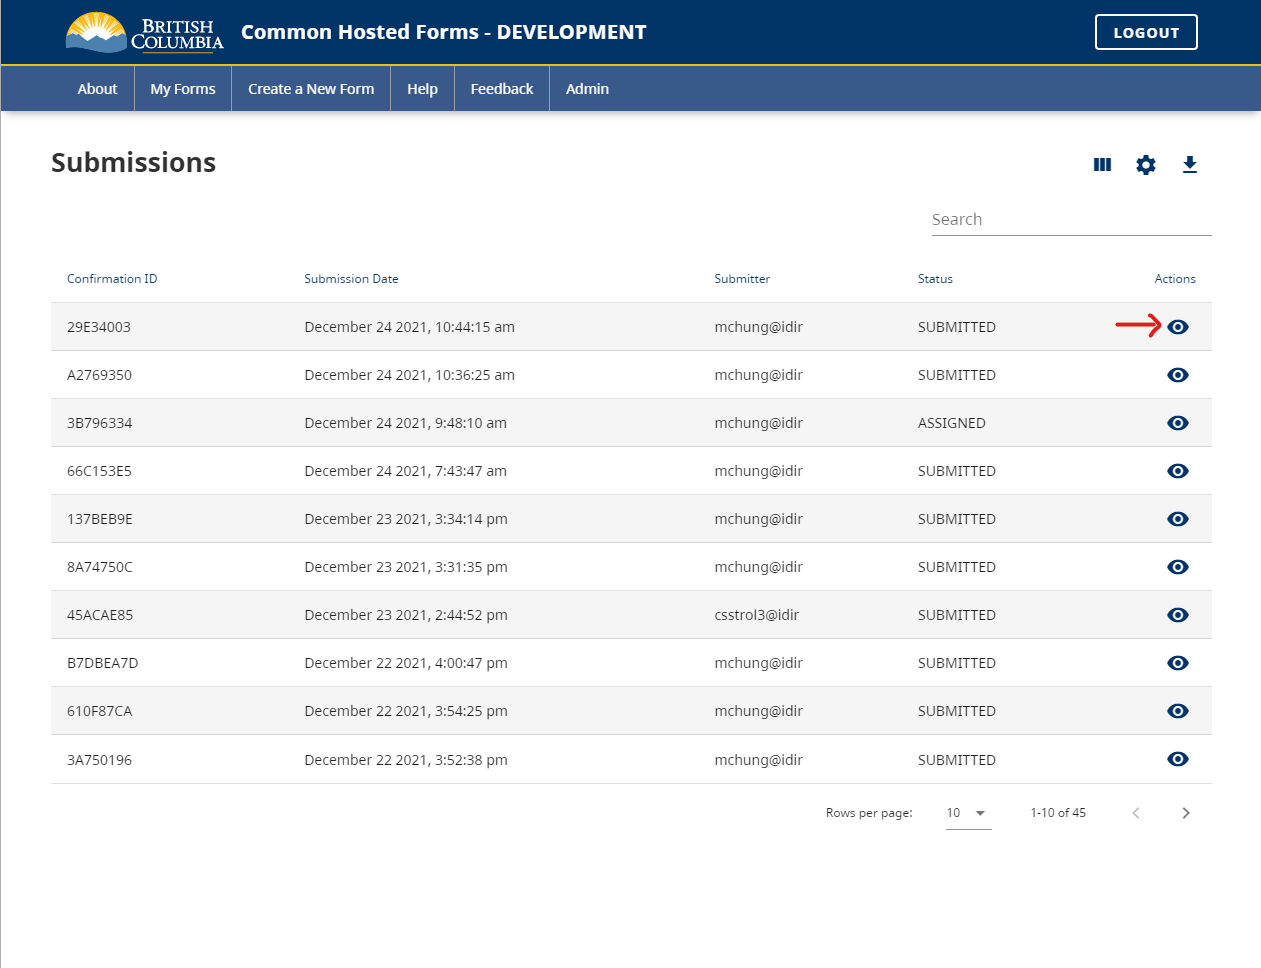 BRITISH
COLUMBIA
Common Hosted Forms - DEVELOPMENT
LOGOUT
About My Forms Create a New Form Help Feedback Admin
Submissions
Search
Confirmation ID Submission Date Submitter Status Actions
29E34003 December 24 2021, 10:44:15 am mchung@idir SUBMITTED
A2769350 December 24 2021, 10:36:25 am mchung@idir SUBMITTED
3B796334 December 24 2021, 9:48:10 am mchung@idir ASSIGNED
66C153E5 December 24 2021, 7:43:47 am mchung@idir SUBMITTED
137BEB9E December 23 2021, 3:34:14 pm mchung@idir SUBMITTED
8A74750C December 23 2021, 3:31:35 pm mchung@idir SUBMITTED
45ACAE85 December 23 2021, 2:44:52 pm csstrol3@idir SUBMITTED
B7DBEA7D December 22 2021, 4:00:47 pm mchung@idir SUBMITTED
610F87CA December 22 2021, 3:54:25 pm mchung@idir SUBMITTED
3A750196 December 22 2021, 3:52:38 pm mchung@idir SUBMITTED
Rows per page: 10 1-10 of 45